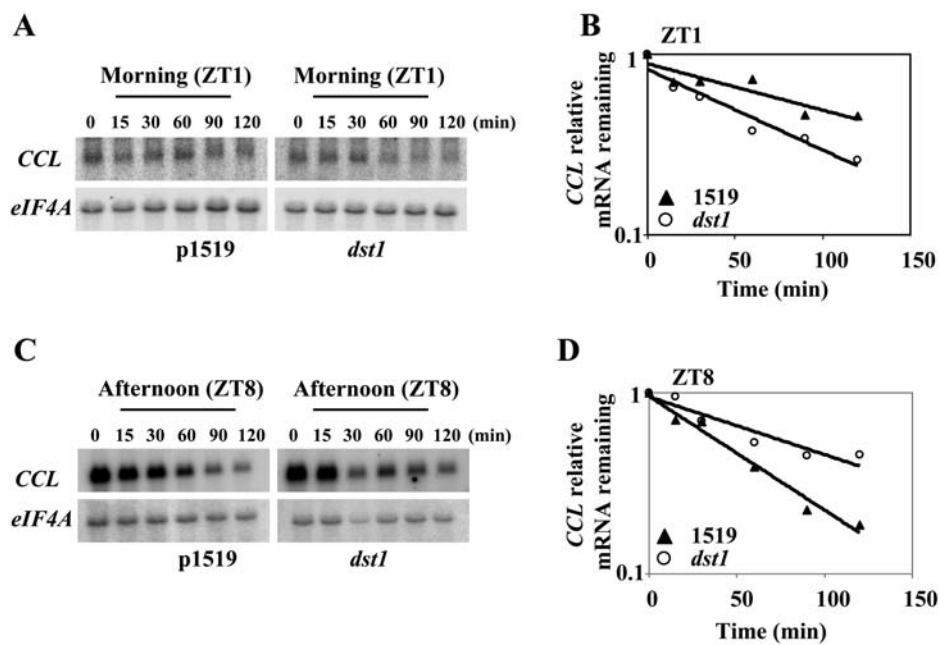 A
Morning (ZT1) Morning (ZT1)
0 15 30 60 90 120 0 15 30 60 90 120 (min)
CCL
eIF4A
p1519 dst1
B
ZT1
CCL relative
mRNA remaining
1
0.1
1519
dst1
0 50 100 150
Time (min)
C
Afternoon (ZT8) Afternoon (ZT8)
0 15 30 60 90 120 0 15 30 60 90 120 (min)
CCL
eIF4A
p1519 dst1
D
ZT8
CCL relative
mRNA remaining
1
0.1
1519
dst1
0 50 100 150
Time (min)